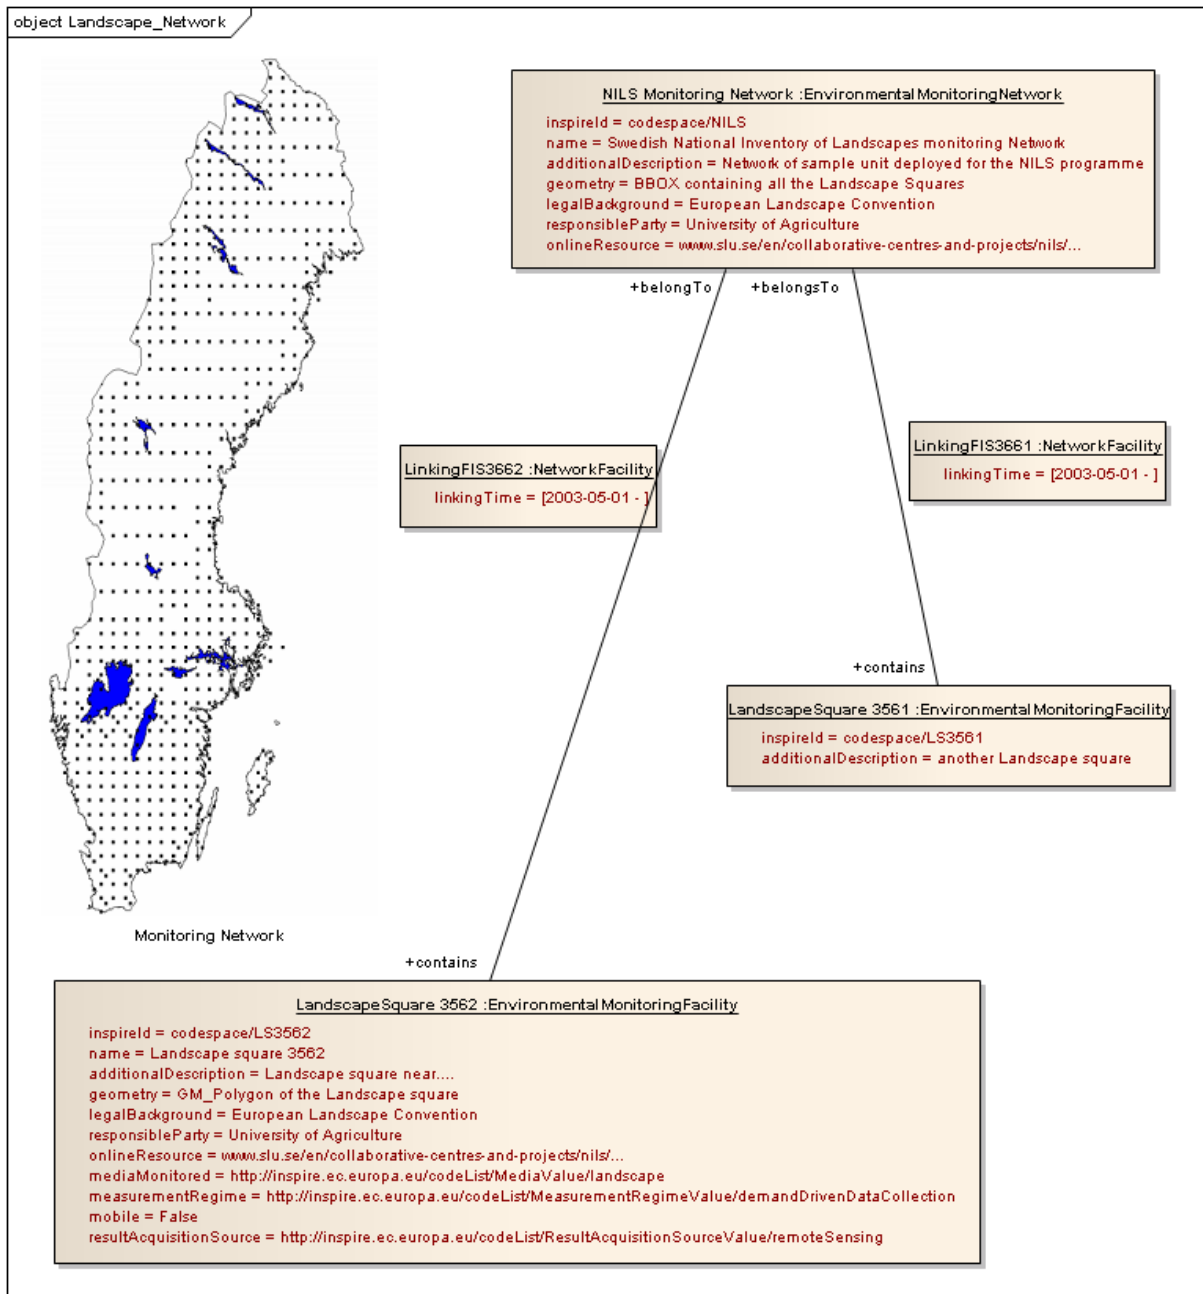 object Landscape_Network
NILS Monitoring Network :EnvironmentalMonitoringNetwork
inspireId = codespace/NILS
name = Swedish National Inventory of Landscapes monitoring Network
additionalDescription = Network of sample unit deployed for the NILS programme
geometry = BBOX containing all the Landscape Squares
legalBackground = European Landscape Convention
responsibleParty = University of Agriculture
onlineResource = www.slu.se/en/collaborative-centres-and-projects/nils/...
+belongTo
+belongsTo
LinkingFIS3662 :NetworkFacility
linkingTime = [2003-05-01 - ]
LinkingFIS3661 :NetworkFacility
linkingTime = [2003-05-01 - ]
+contains
LandscapeSquare 3561 :EnvironmentalMonitoringFacility
inspireId = codespace/LS3561
additionalDescription = another Landscape square
Monitoring Network
+contains
LandscapeSquare 3562 :EnvironmentalMonitoringFacility
inspireId = codespace/LS3562
name = Landscape square 3562
additionalDescription = Landscape square near....
geometry = GM_Polygon of the Landscape square
legalBackground = European Landscape Convention
responsibleParty = University of Agriculture
onlineResource = www.slu.se/en/collaborative-centres-and-projects/nils/...
mediaMonitored = http://inspire.ec.europa.eu/codeList/MediaValue/landscape
measurementRegime = http://inspire.ec.europa.eu/codeList/MeasurementRegimeValue/demandDrivenDataCollection
mobile = False
resultAcquisitionSource = http://inspire.ec.europa.eu/codeList/ResultAcquisitionSourceValue/remoteSensing